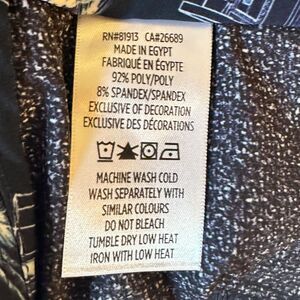 RN#81913 CA#26689
MADE IN EGYPT
FABRIQUÉ EN ÉGYPTE
92% POLY/POLY
8% SPANDEX/SPANDEX
EXCLUSIVE OF DECORATION
EXCLUSIVE DES DÉCORATIONS
MACHINE WASH COLD
WASH SEPARATELY WITH
SIMILAR COLOURS
DO NOT BLEACH
TUMBLE DRY LOW HEAT
IRON WITH LOW HEAT